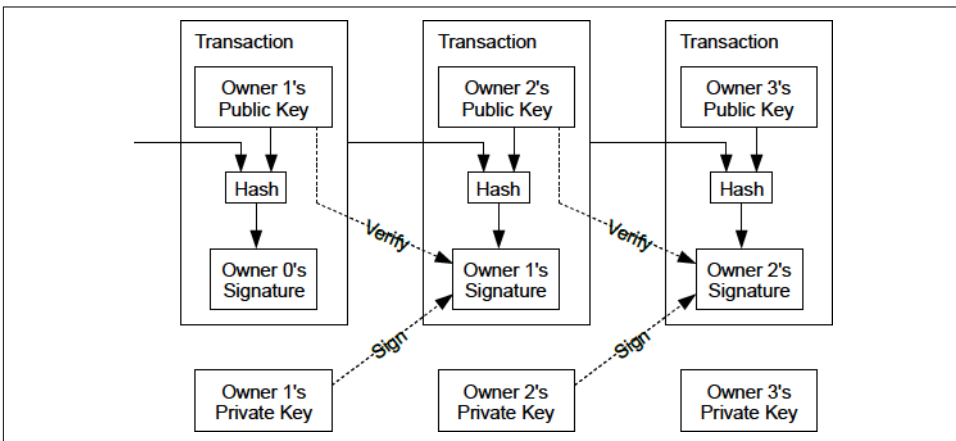 Transaction
Owner 1's
Public Key
Hash
Owner 0's
Signature
Transaction
Owner 2's
Public Key
Hash
Verify
Owner 1's
Signature
Transaction
Owner 3's
Public Key
Hash
Verify
Owner 2's
Signature
Sign
Sign
Owner 1's
Private Key
Owner 2's
Private Key
Owner 3's
Private Key